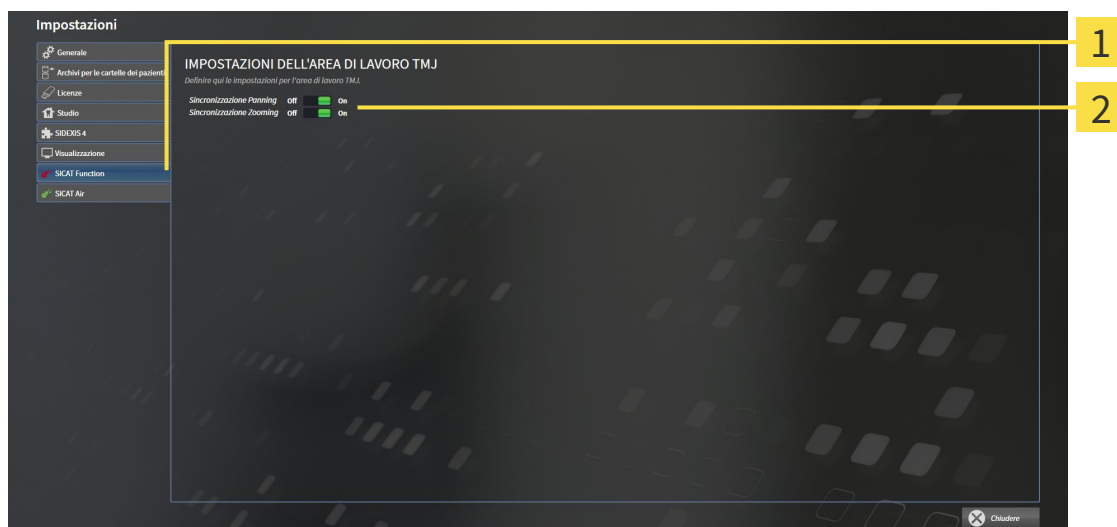 Impostazioni
Generale
Archivi per le cartelle dei pazienti
Licenze
Studio
SIDEXIS 4
Visualizzazione
SICAT Function
SICAT Air
IMPOSTAZIONI DELL'AREA DI LAVORO TMJ
Definire qui le impostazioni per l'area di lavoro TMJ.
Sincronizzazione Panning Off On
Sincronizzazione Zooming Off On
1
2
Chiudere